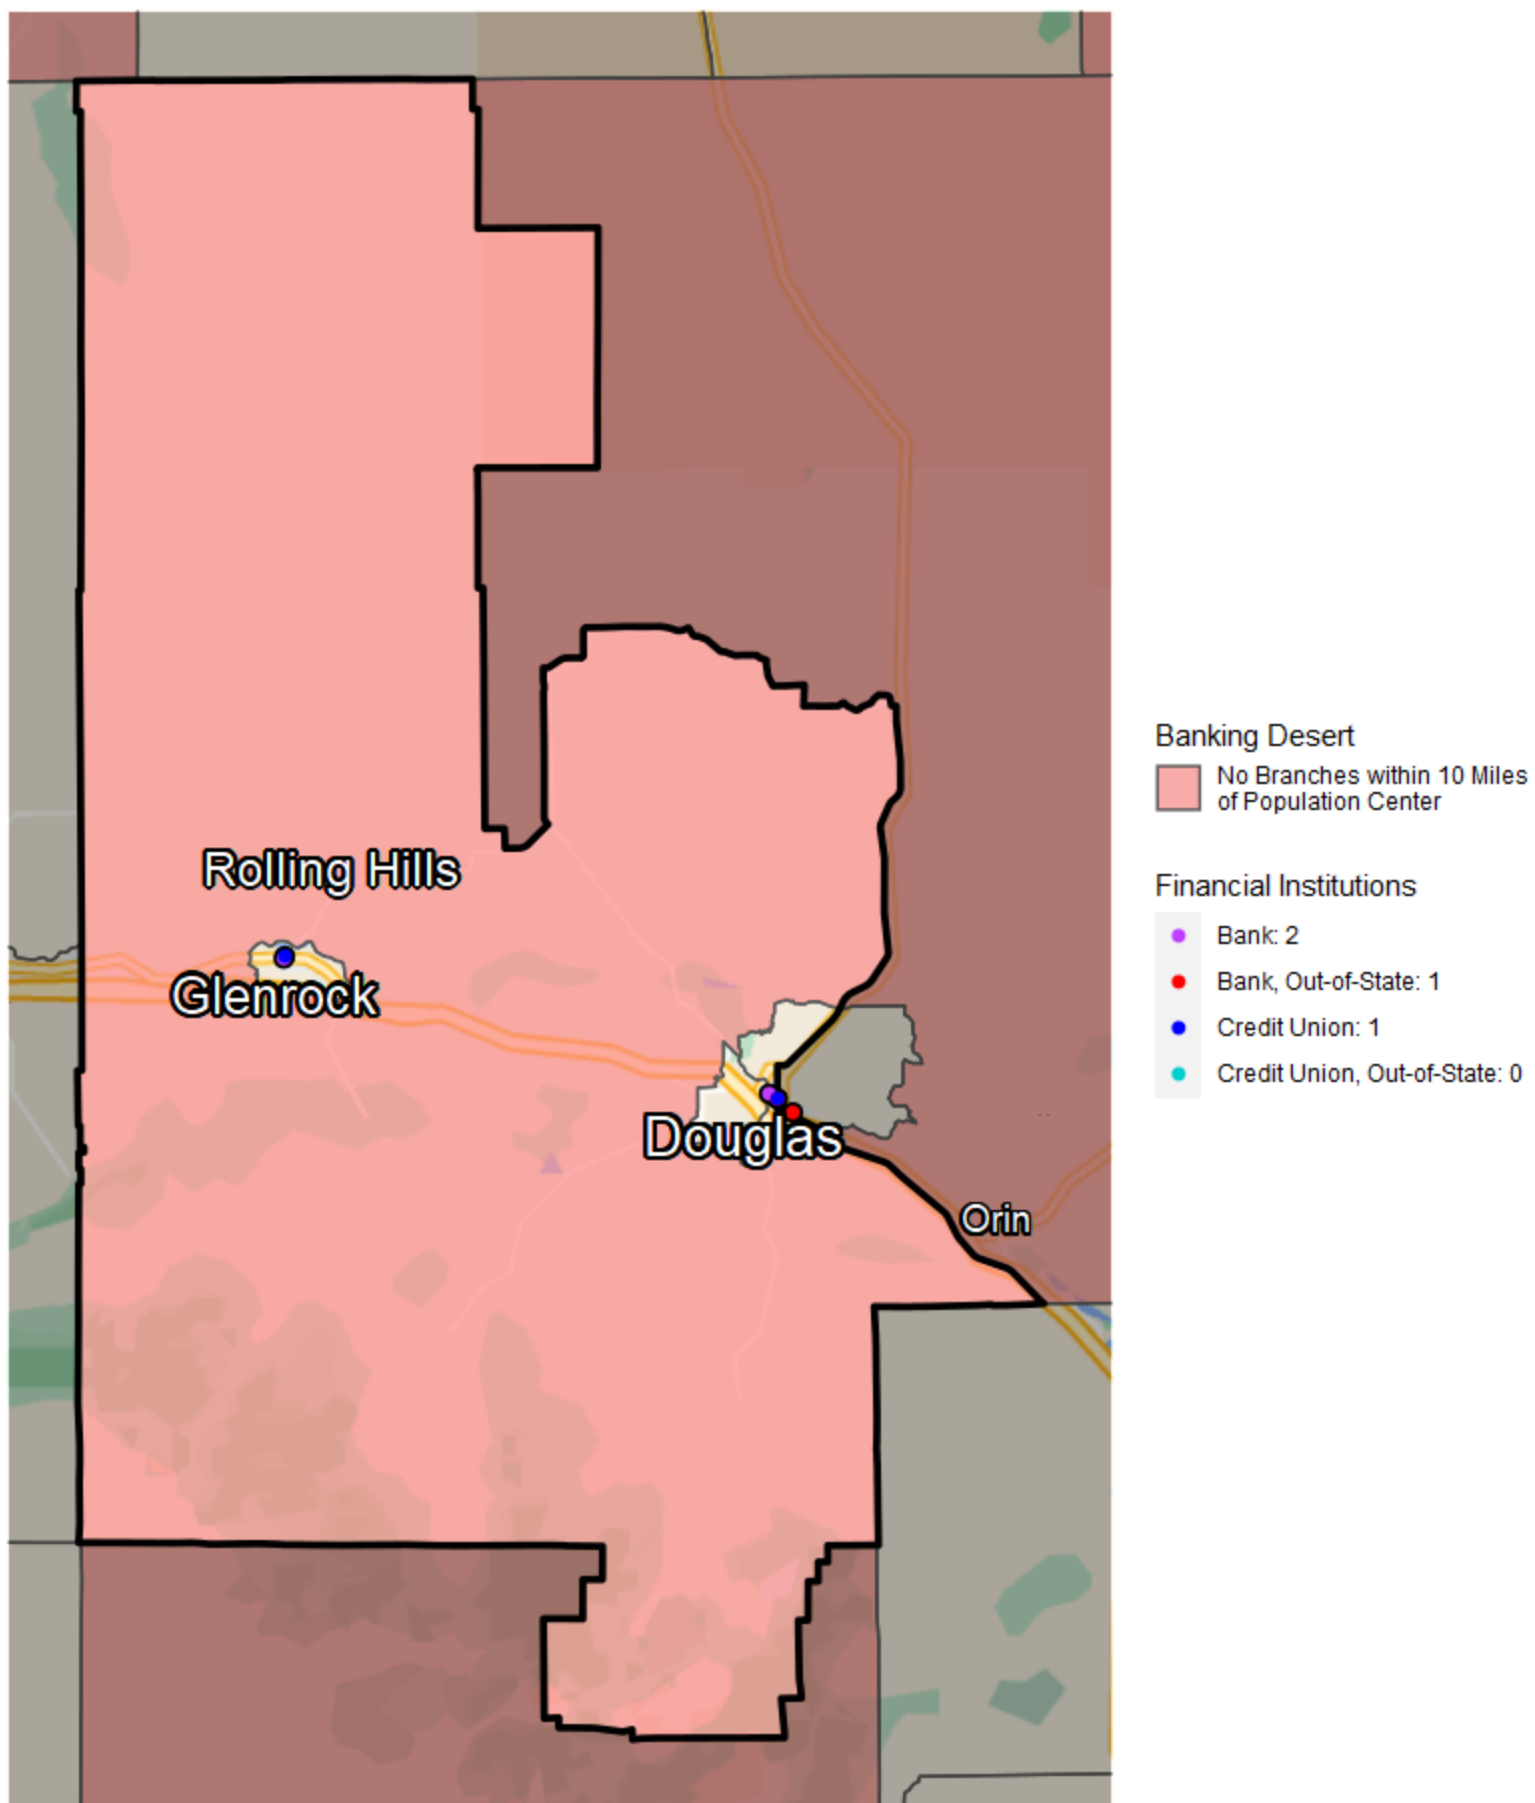 Rolling Hills
Glenrock
Douglas
Orin
Banking Desert
No Branches within 10 Miles
of Population Center
Financial Institutions
Bank: 2
Bank, Out-of-State: 1
Credit Union: 1
Credit Union, Out-of-State: 0